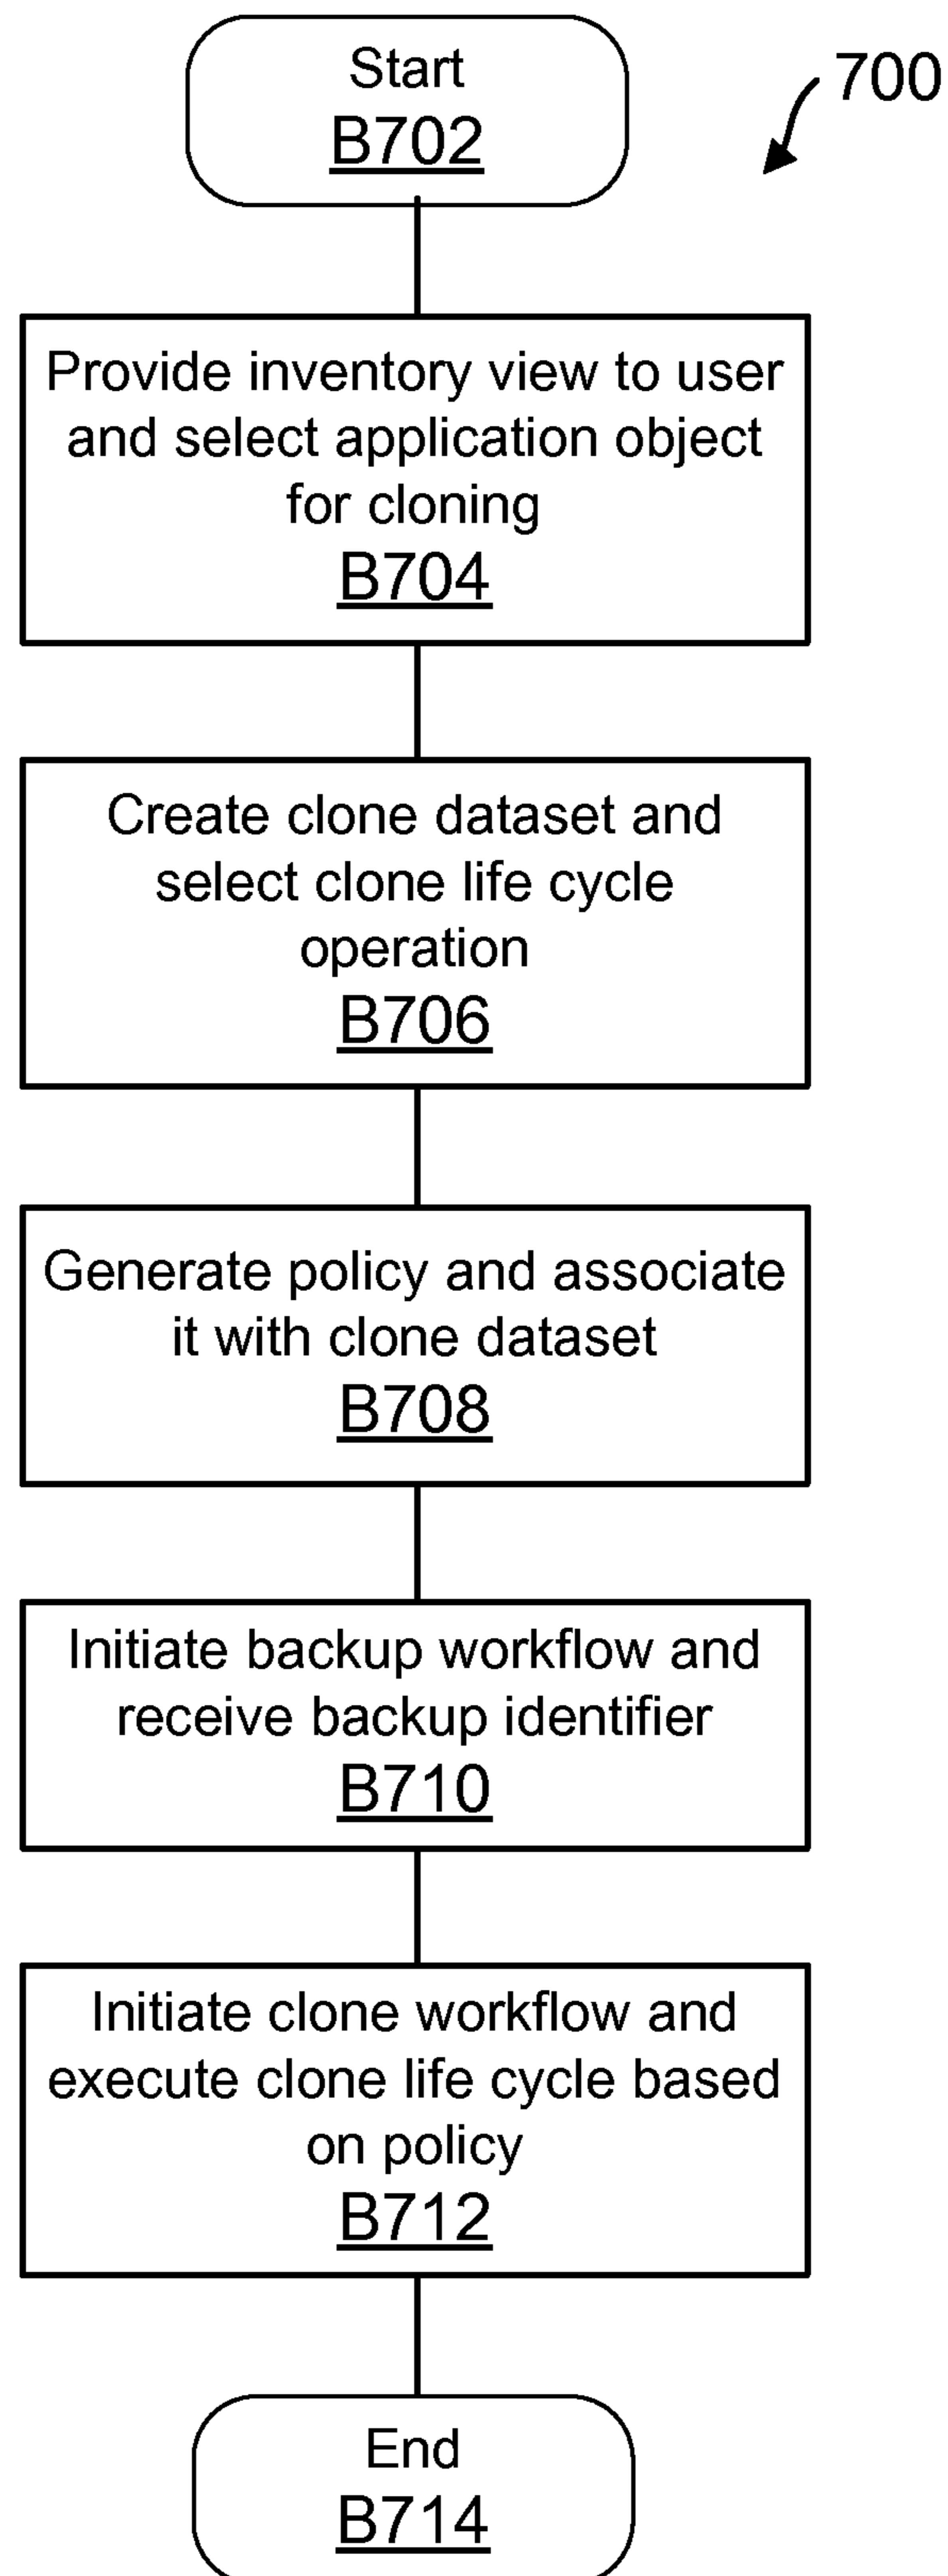 Start
B702
700
Provide inventory view to user
and select application object
for cloning
B704
Create clone dataset and
select clone life cycle
operation
B706
Generate policy and associate
it with clone dataset
B708
Initiate backup workflow and
receive backup identifier
B710
Initiate clone workflow and
execute clone life cycle based
on policy
B712
End
B714